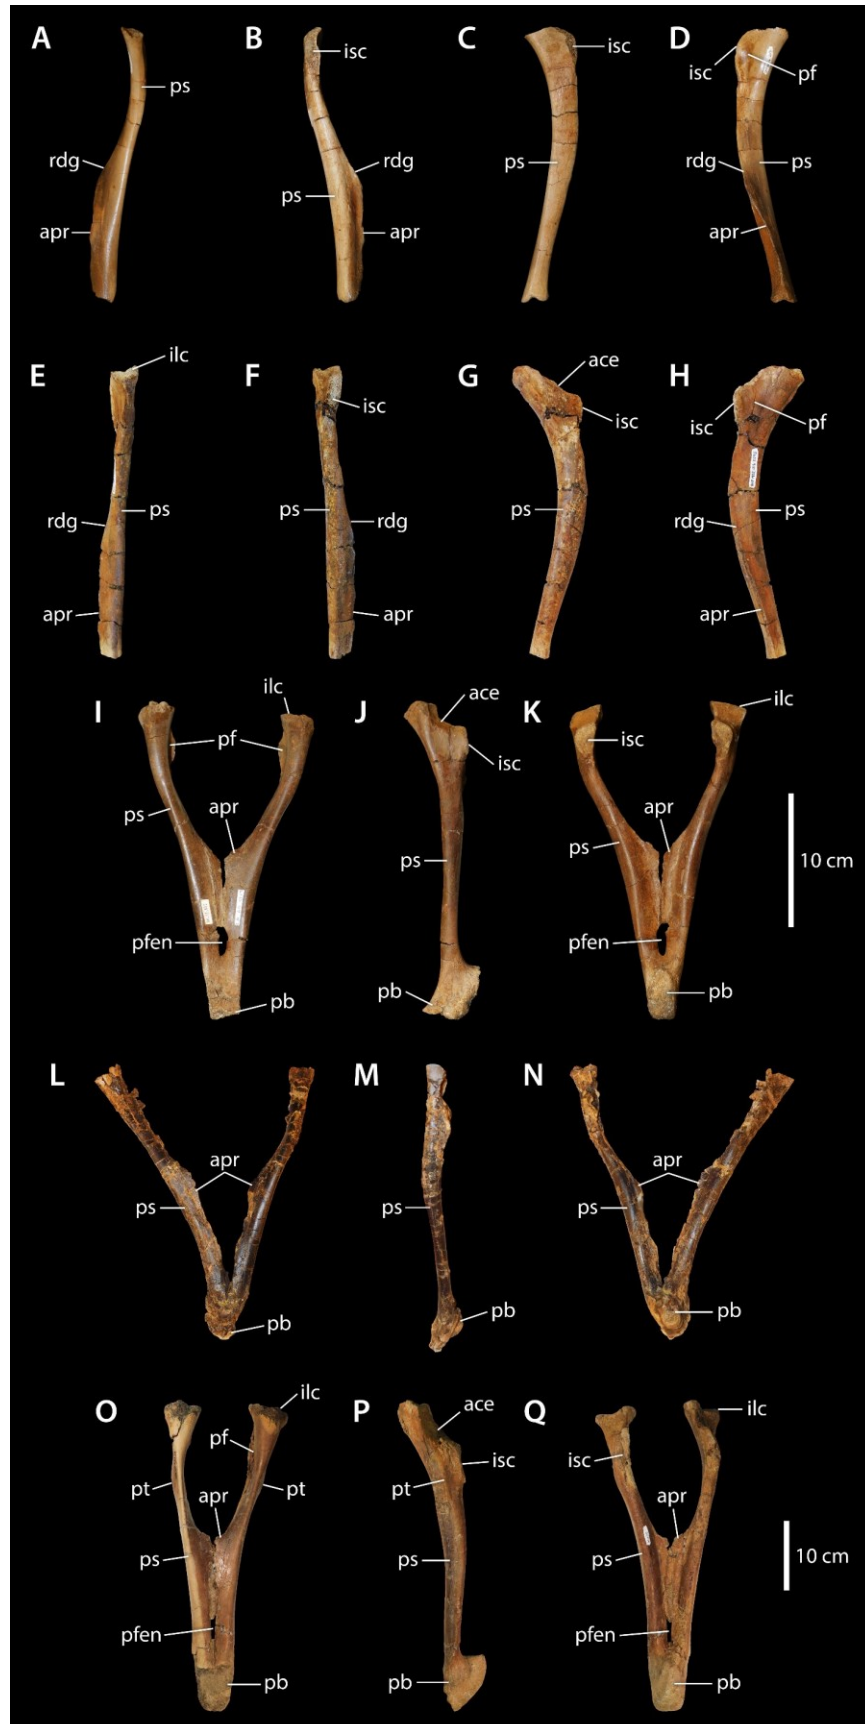 A B C D
isc isc isc pf
ps
rdg rdg ps ps
ps rdg
apr apr apr
E ilc F G ace H
isc isc isc pf
ps ps ps ps
rdg rdg rdg
apr apr apr
I ilc J ace K ilc
pf isc isc
ps apr ps ps apr
10 cm
pfen pb pfen
pb pb
L M N
apr apr
ps ps ps
pb pb pb
O ilc P ace Q ilc
pf isc isc
pt pt pt
apr apr
ps ps ps
10 cm
pfen pfen
pb pb pb